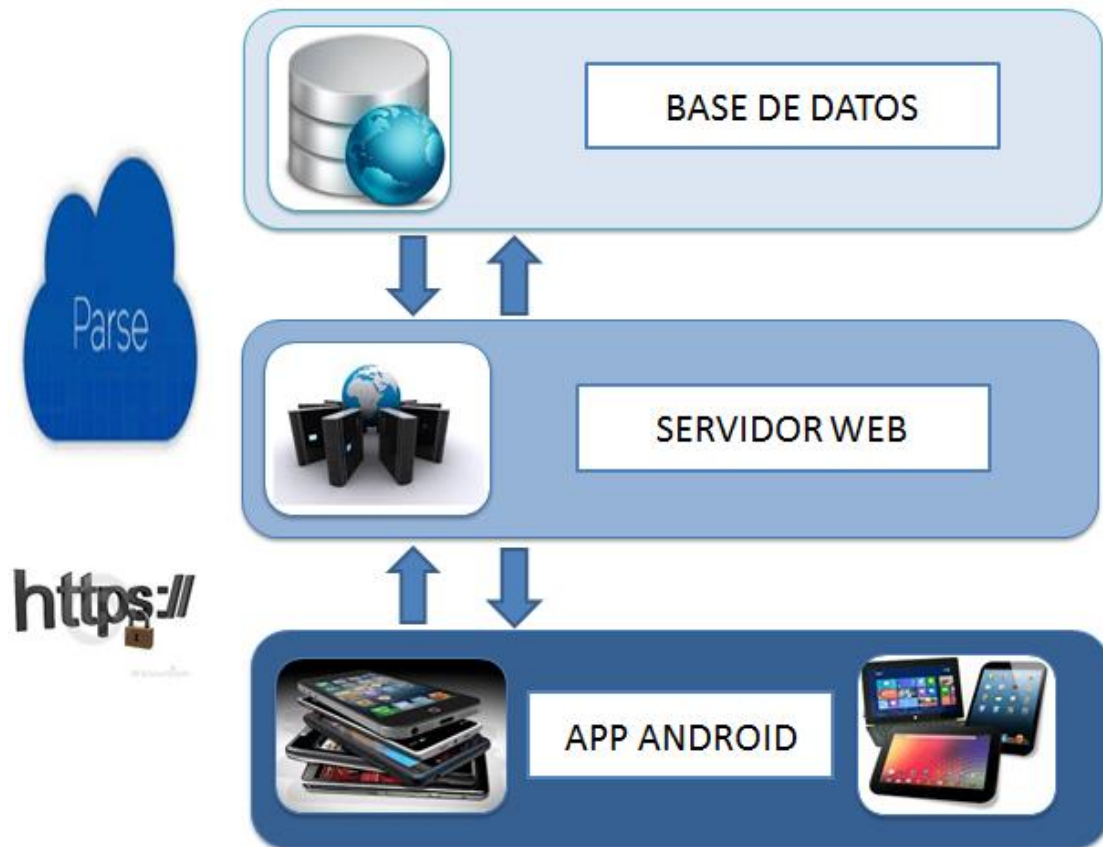 BASE DE DATOS
Parse
SERVIDOR WEB
https://
APP ANDROID